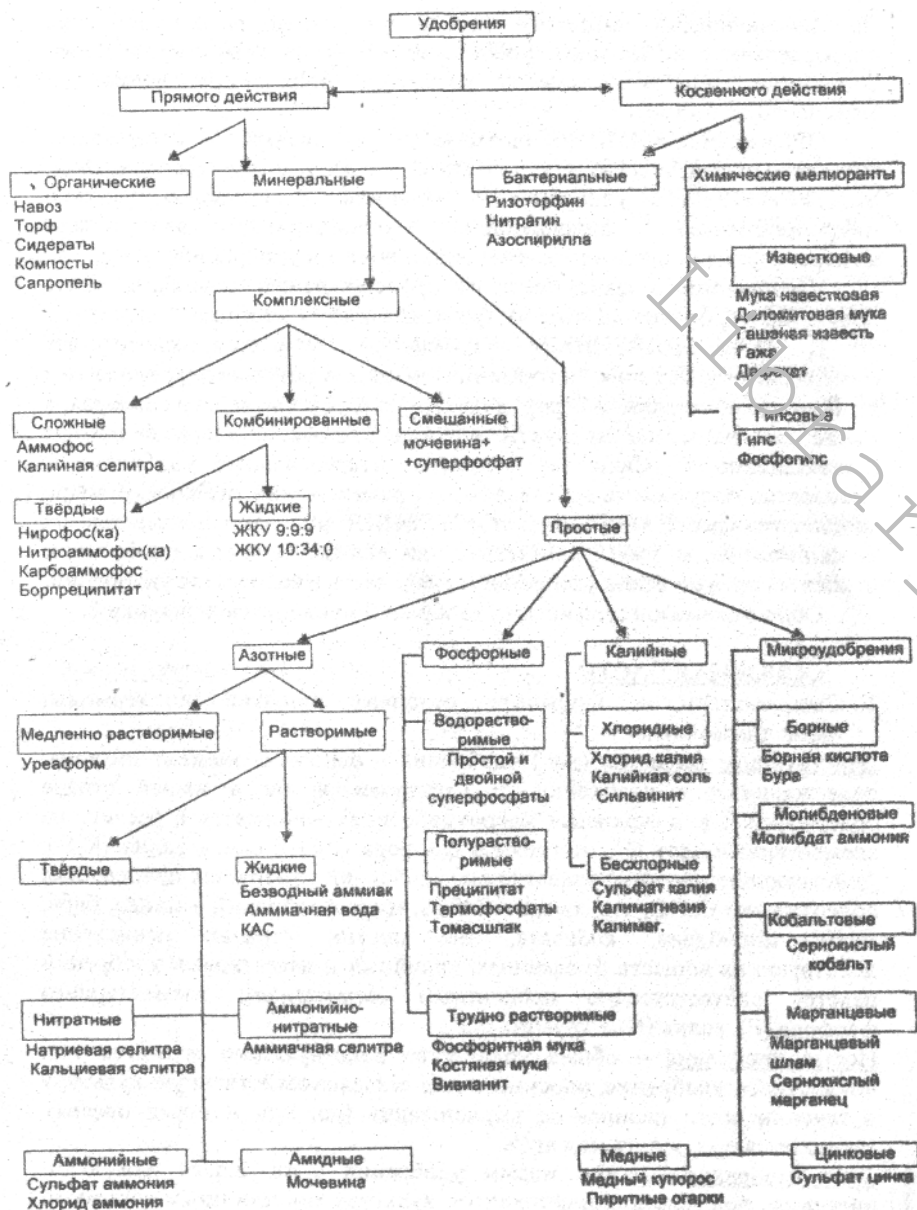 Удобрения
Прямого действия
Косвенного действия
Органические
Навоз
Торф
Сидераты
Компосты
Сапропель
Минеральные
Бактериальные
Ризоторфин
Нитрагин
Азоспирилла
Химические мелиоранты
Известковые
Мука известковая
Доломитовая мука
Гашёная известь
Гажа
Дефекат
Гипсовые
Гипс
Фосфогипс
Комплексные
Сложные
Аммофос
Калийная селитра
Комбинированные
Смешанные
мочевина+
+суперфосфат
Твёрдые
Нирофос(ка)
Нитроаммофос(ка)
Карбоаммофос
Борпреципитат
Жидкие
ЖКУ 9:9:9
ЖКУ 10:34:0
Простые
Азотные
Фосфорные
Калийные
Микроудобрения
Медленно растворимые
Уреаформ
Растворимые
Водораство-
римые
Простой и
двойной
суперфосфаты
Хлоридные
Хлорид калия
Калийная соль
Сильвинит
Борные
Борная кислота
Бура
Молибденовые
Молибдат аммония
Твёрдые
Жидкие
Безводный аммиак
Аммиачная вода
КАС
Полураство-
римые
Преципитат
Термофосфаты
Томасшлак
Бесхлорные
Сульфат калия
Калимагнезия
Калимаг.
Кобальтовые
Сернокислый
кобальт
Нитратные
Натриевая селитра
Кальциевая селитра
Аммонийно-
нитратные
Аммиачная селитра
Трудно растворимые
Фосфоритная мука
Костяная мука
Вивианит
Марганцевые
Марганцевый
шлам
Сернокислый
марганец
Аммонийные
Сульфат аммония
Хлорид аммония
Амидные
Мочевина
Медные
Медный купорос
Пиритные огарки
Цинковые
Сульфат цинка
Librar